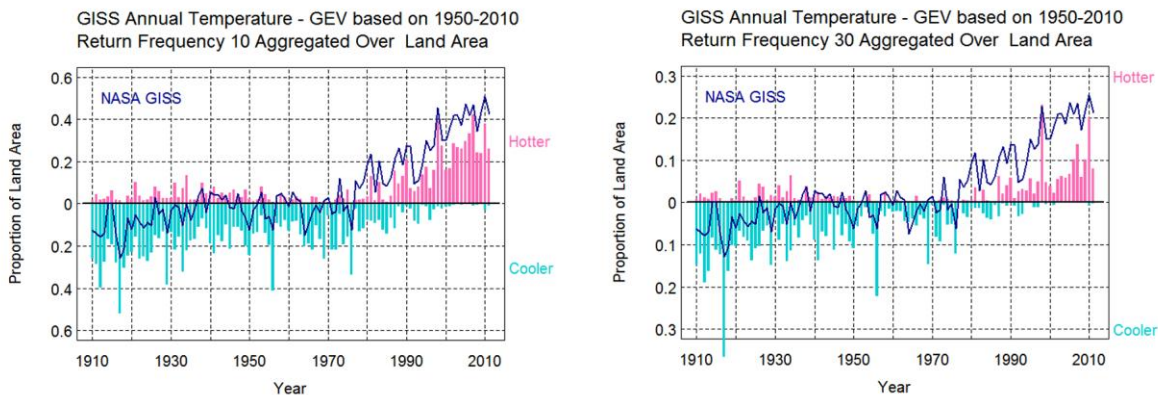 GISS Annual Temperature - GEV based on 1950-2010
Return Frequency 10 Aggregated Over Land Area
0.6
0.4
0.2
0
0.2
0.4
0.6
Proportion of Land Area
NASA GISS
Hotter
Cooler
1910 1930 1950 1970 1990 2010
Year
GISS Annual Temperature - GEV based on 1950-2010
Return Frequency 30 Aggregated Over Land Area
0.3
0.2
0.1
0
0.1
0.2
0.3
Proportion of Land Area
NASA GISS
Hotter
Cooler
1910 1930 1950 1970 1990 2010
Year